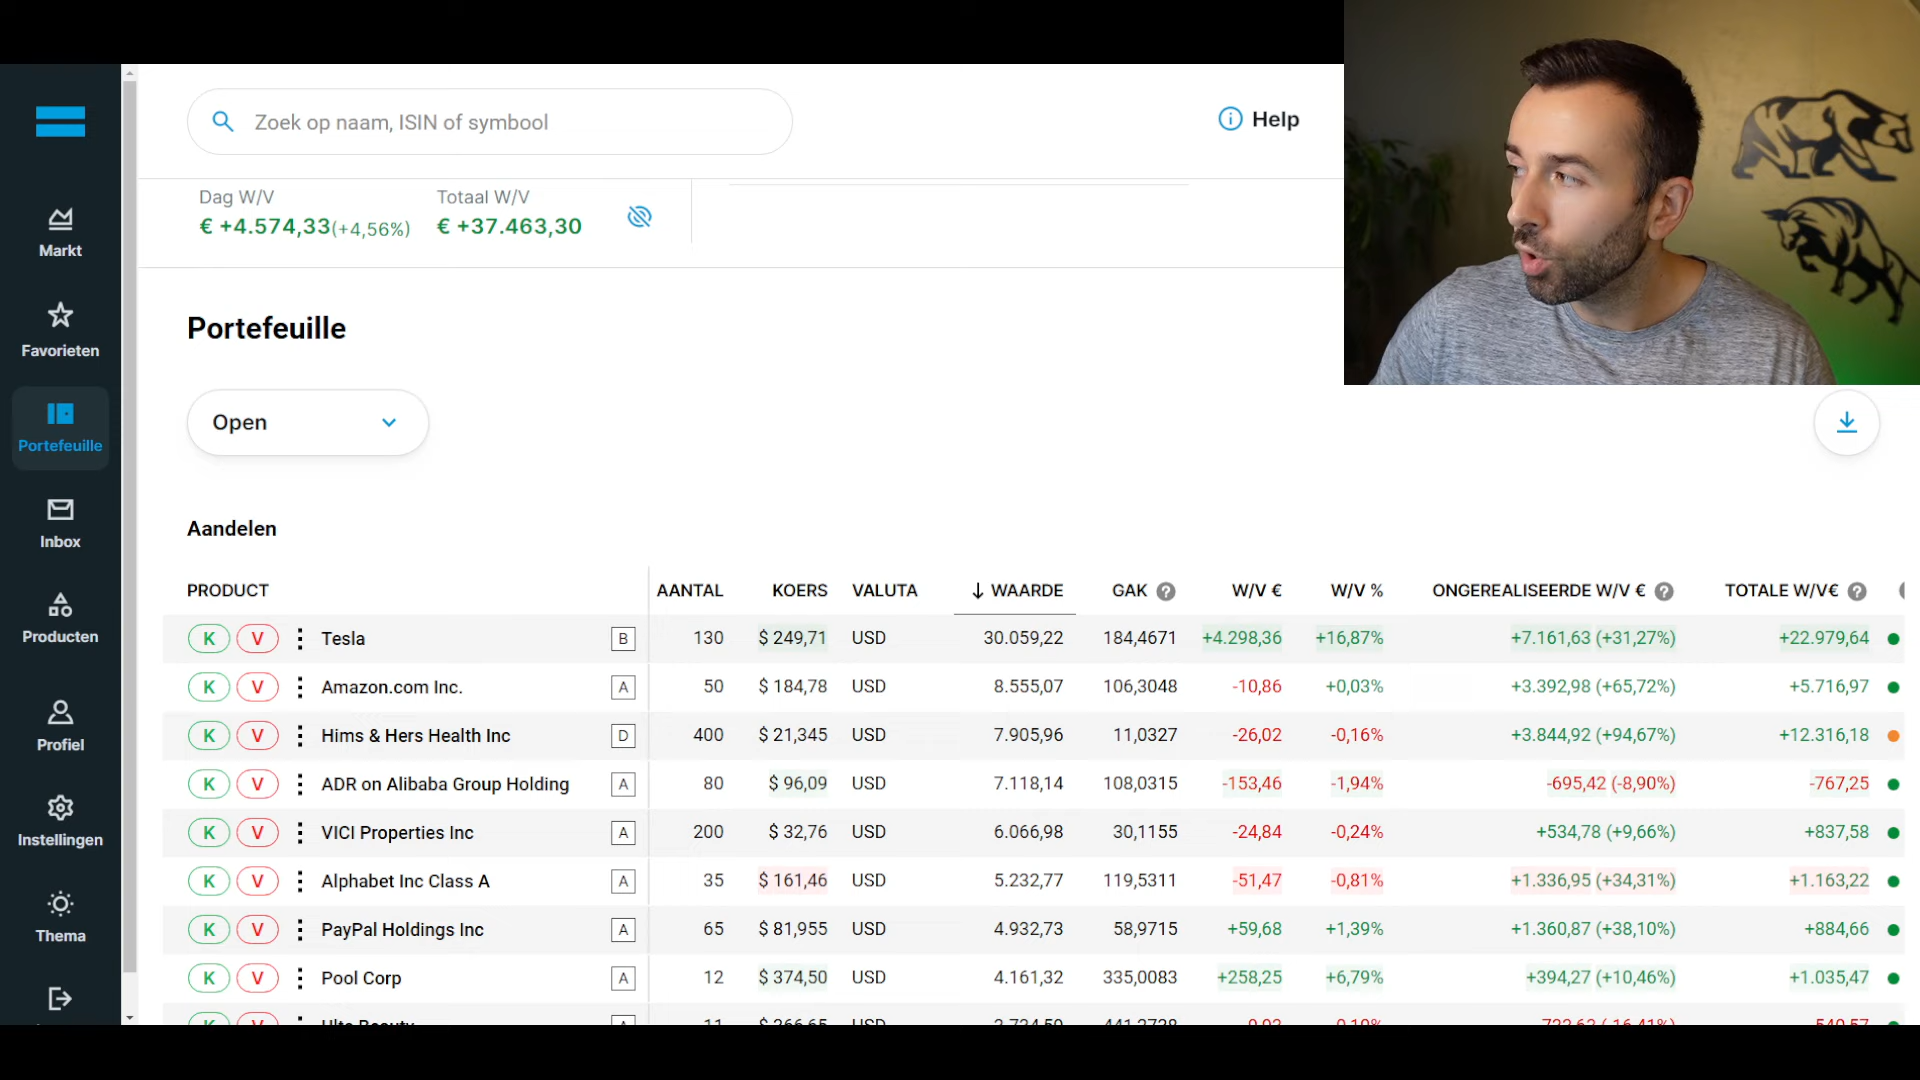 Zoek op naam, ISIN of symbool
Help
Dag W/V
€ +4.574,33(+4,56%)
Totaal W/V
€ +37.463,30
Markt
Favorieten
Portefeuille
Inbox
Producten
Profiel
Instellingen
Thema
Portefeuille
Open
Aandelen
PRODUCT AANTAL KOERS VALUTA WAARDE GAK ? W/V € W/V % ONGEREALISEERDE W/V € ? TOTALE W/V€ ?
K V Tesla B 130 $ 249,71 USD 30.059,22 184,4671 +4.298,36 +16,87% +7.161,63 (+31,27%) +22.979,64
K V Amazon.com Inc. A 50 $ 184,78 USD 8.555,07 106,3048 -10,86 +0,03% +3.392,98 (+65,72%) +5.716,97
K V Hims & Hers Health Inc D 400 $ 21,345 USD 7.905,96 11,0327 -26,02 -0,16% +3.844,92 (+94,67%) +12.316,18
K V ADR on Alibaba Group Holding A 80 $ 96,09 USD 7.118,14 108,0315 -153,46 -1,94% -695,42 (-8,90%) -767,25
K V VICI Properties Inc A 200 $ 32,76 USD 6.066,98 30,1155 -24,84 -0,24% +534,78 (+9,66%) +837,58
K V Alphabet Inc Class A A 35 $ 161,46 USD 5.232,77 119,5311 -51,47 -0,81% +1.336,95 (+34,31%) +1.163,22
K V PayPal Holdings Inc A 65 $ 81,955 USD 4.932,73 58,9715 +59,68 +1,39% +1.360,87 (+38,10%) +884,66
K V Pool Corp A 12 $ 374,50 USD 4.161,32 335,0083 +258,25 +6,79% +394,27 (+10,46%) +1.035,47